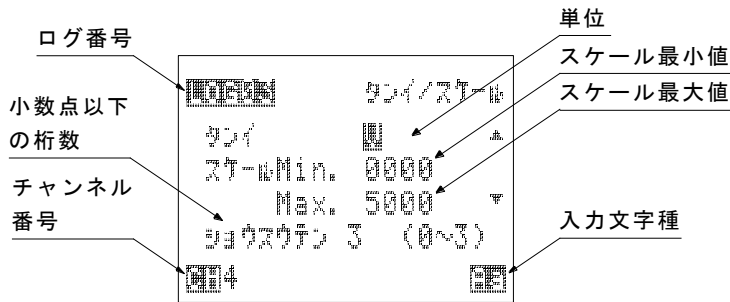 単位
ログ番号
スケール最小値
スケール最大値
タンイ/スケール
小数点以下
の桁数
タンイ
スケールMin. 0000
Max. 5000
チャンネル
番号
ショウスウテン 3 (0~3)
入力文字種
CH4